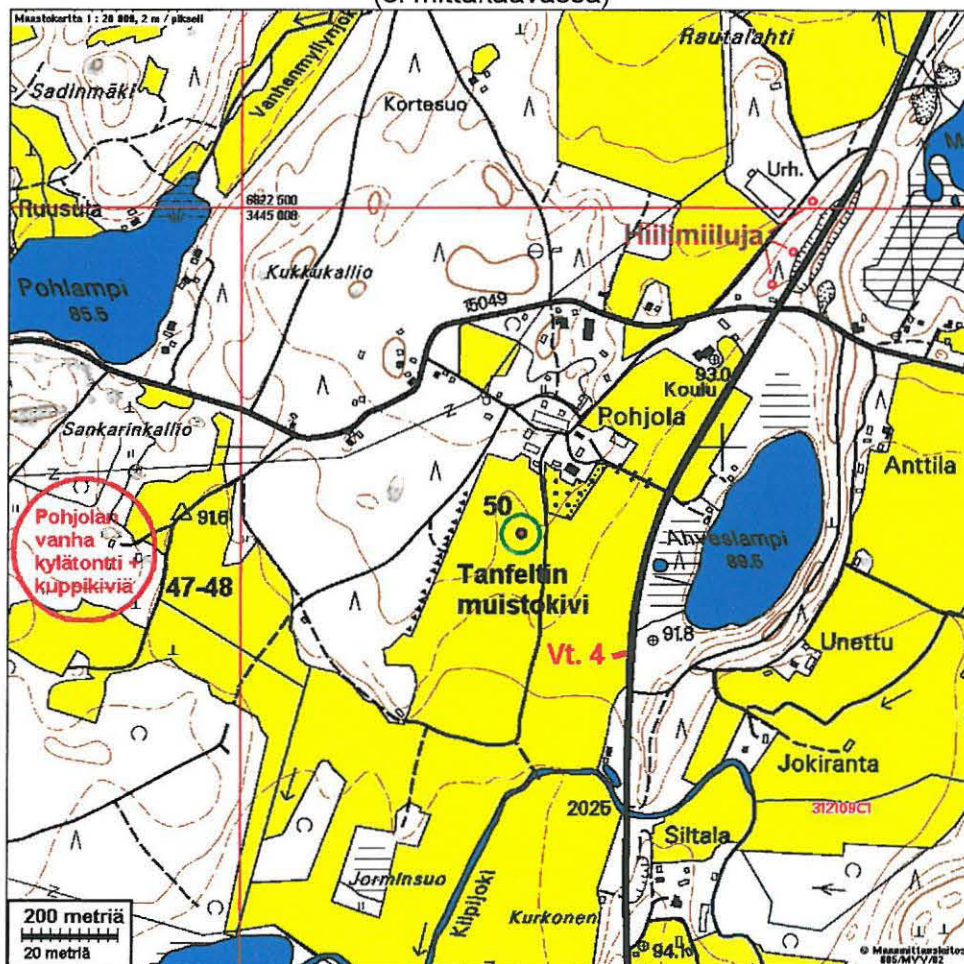 Maastokartta 1 : 20 000, 2 m / pikseli
Rautalahti
Sadinmäki
Vanhanmyllynjoki
Kortesuo
Urh.
Ruusula
6822 500
3445 000
Hiilimiiluja
Kukkukallio
Pohlampi
85.5
15049
93.0
Koulu
Pohjola
Sankarinkallio
Anttila
50
Pohjolan
vanha
kylätontti +
kuppikiviä
91.6
Ahveslampi
89.5
47-48
Tanfeltin
muistokivi
91.8
Unettu
Vt. 4
Jokiranta
2025
312109C1
Siltala
Jorminsuo
Kiipijoki
Kurkonen
94.1
200 metriä
20 metriä
© Maanmittauslaitos